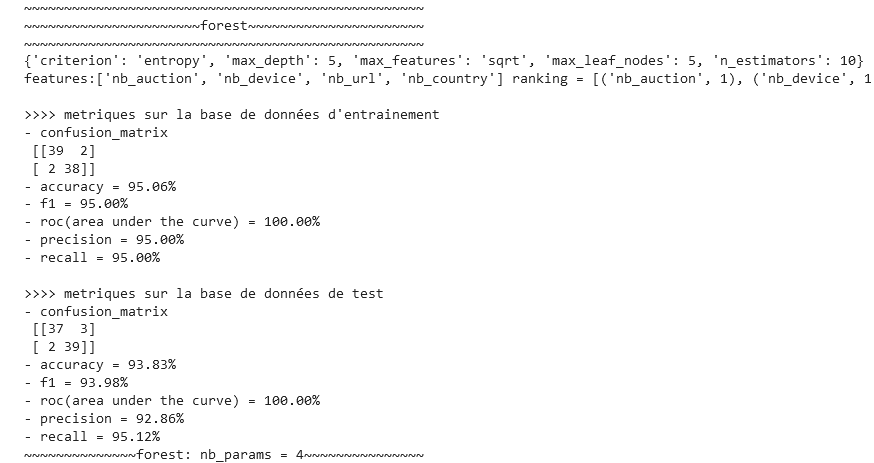 ~~~~~~~~~~~~~~~~~~~~~~~~~~~~~~~~~~~~~~~~~~~~~~~~~~
~~~~~~~~~~~~~~~~~~~~~~forest~~~~~~~~~~~~~~~~~~~~~~
~~~~~~~~~~~~~~~~~~~~~~~~~~~~~~~~~~~~~~~~~~~~~~~~~~
{'criterion': 'entropy', 'max_depth': 5, 'max_features': 'sqrt', 'max_leaf_nodes': 5, 'n_estimators': 10}
features:['nb_auction', 'nb_device', 'nb_url', 'nb_country'] ranking = [('nb_auction', 1), ('nb_device', 1
>>>> metriques sur la base de données d'entrainement
- confusion_matrix
[[39  2]
[ 2 38]]
- accuracy = 95.06%
- f1 = 95.00%
- roc(area under the curve) = 100.00%
- precision = 95.00%
- recall = 95.00%
>>>> metriques sur la base de données de test
- confusion_matrix
[[37  3]
[ 2 39]]
- accuracy = 93.83%
- f1 = 93.98%
- roc(area under the curve) = 100.00%
- precision = 92.86%
- recall = 95.12%
~~~~~~~~~~~~~~forest: nb_params = 4~~~~~~~~~~~~~~~